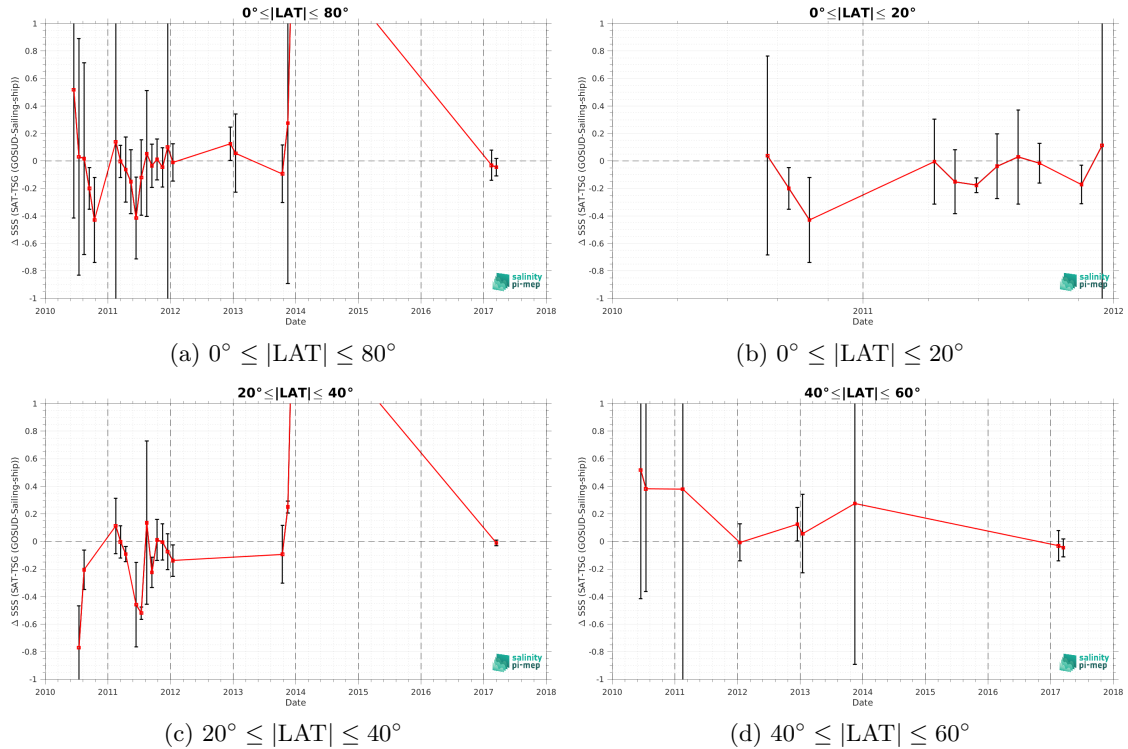 0°≤|LAT|≤ 80°
Δ SSS (SAT-TSG (GOSUD-Sailing-ship))
1
0.8
0.6
0.4
0.2
0
-0.2
-0.4
-0.6
-0.8
-1
2010 2011 2012 2013 2014 2015 2016 2017 2018
Date
salinity
pi-mep
(a) 0° ≤ |LAT| ≤ 80°
0°≤|LAT|≤ 20°
Δ SSS (SAT-TSG (GOSUD-Sailing-ship))
1
0.8
0.6
0.4
0.2
0
-0.2
-0.4
-0.6
-0.8
-1
2010 2011 2012
Date
salinity
pi-mep
(b) 0° ≤ |LAT| ≤ 20°
20°≤|LAT|≤ 40°
Δ SSS (SAT-TSG (GOSUD-Sailing-ship))
1
0.8
0.6
0.4
0.2
0
-0.2
-0.4
-0.6
-0.8
-1
2010 2011 2012 2013 2014 2015 2016 2017 2018
Date
salinity
pi-mep
(c) 20° ≤ |LAT| ≤ 40°
40°≤|LAT|≤ 60°
Δ SSS (SAT-TSG (GOSUD-Sailing-ship))
1
0.8
0.6
0.4
0.2
0
-0.2
-0.4
-0.6
-0.8
-1
2010 2011 2012 2013 2014 2015 2016 2017 2018
Date
salinity
pi-mep
(d) 40° ≤ |LAT| ≤ 60°